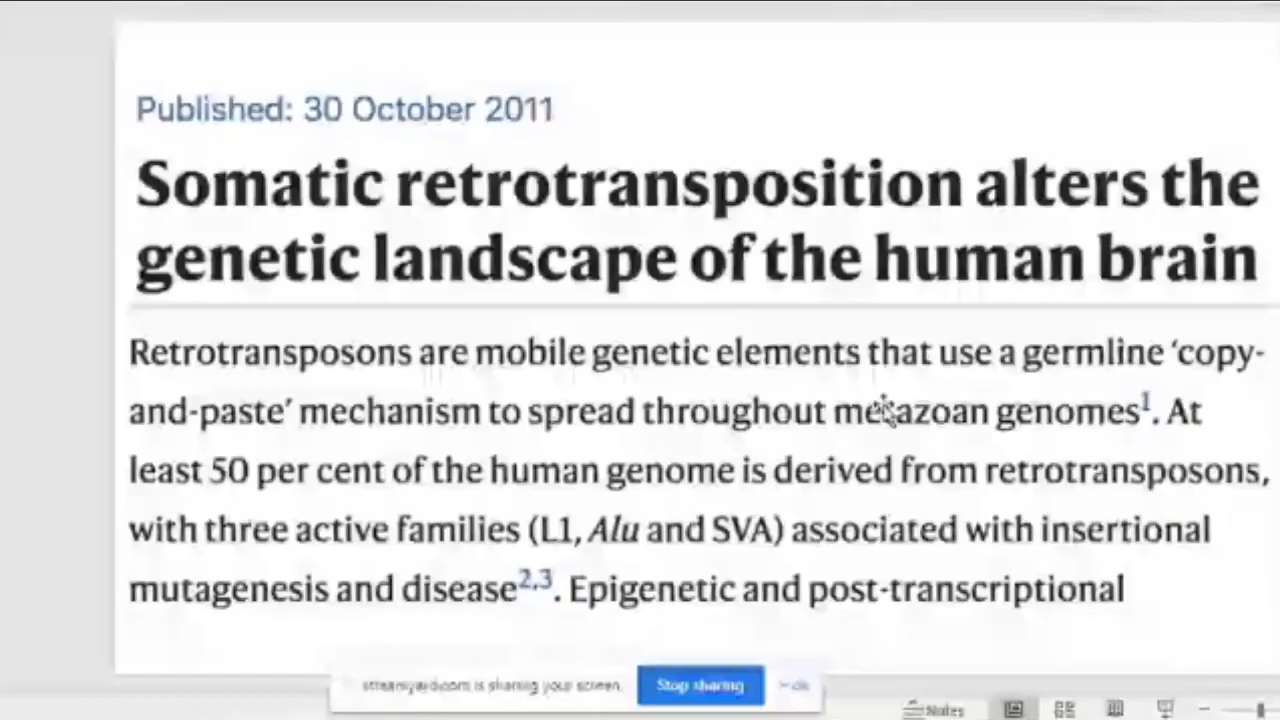 Published: 30 October 2011
Somatic retrotransposition alters the
genetic landscape of the human brain
Retrotransposons are mobile genetic elements that use a germline ‘copy-
and-paste’ mechanism to spread throughout metazoan genomes1. At
least 50 per cent of the human genome is derived from retrotransposons,
with three active families (L1, Alu and SVA) associated with insertional
mutagenesis and disease2,3. Epigenetic and post-transcriptional
streamyard.com is sharing your screen. Stop sharing Hide
Notes